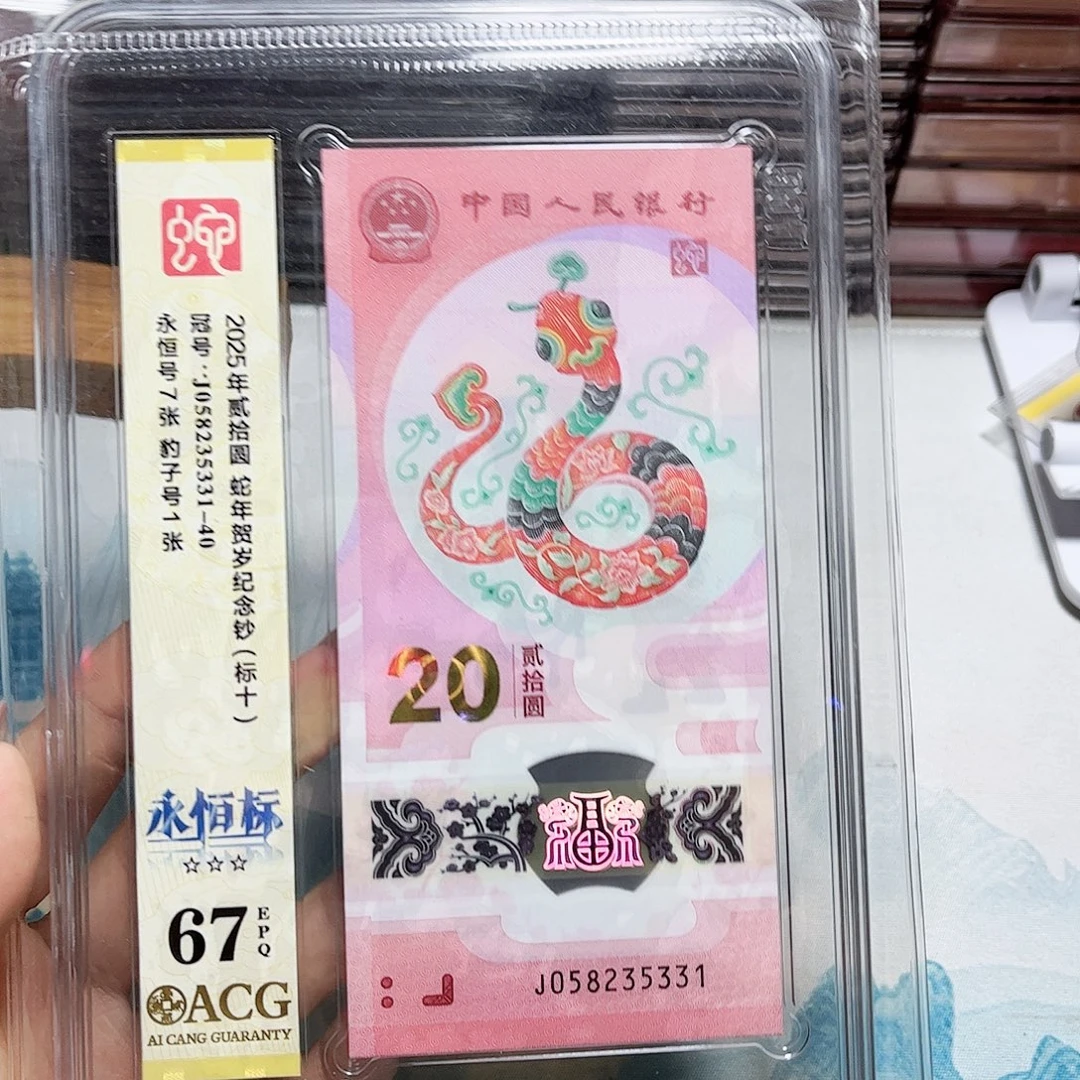 蛇
2025年贰拾圆 蛇年贺岁纪念钞（标十）
冠号：J058235331-40
永恒号7张 豹子号1张
永恒标
☆☆☆
67
EPQ
ACG
AI CANG GUARANTY
中国人民银行
蛇
20
贰拾圆
福
J058235331